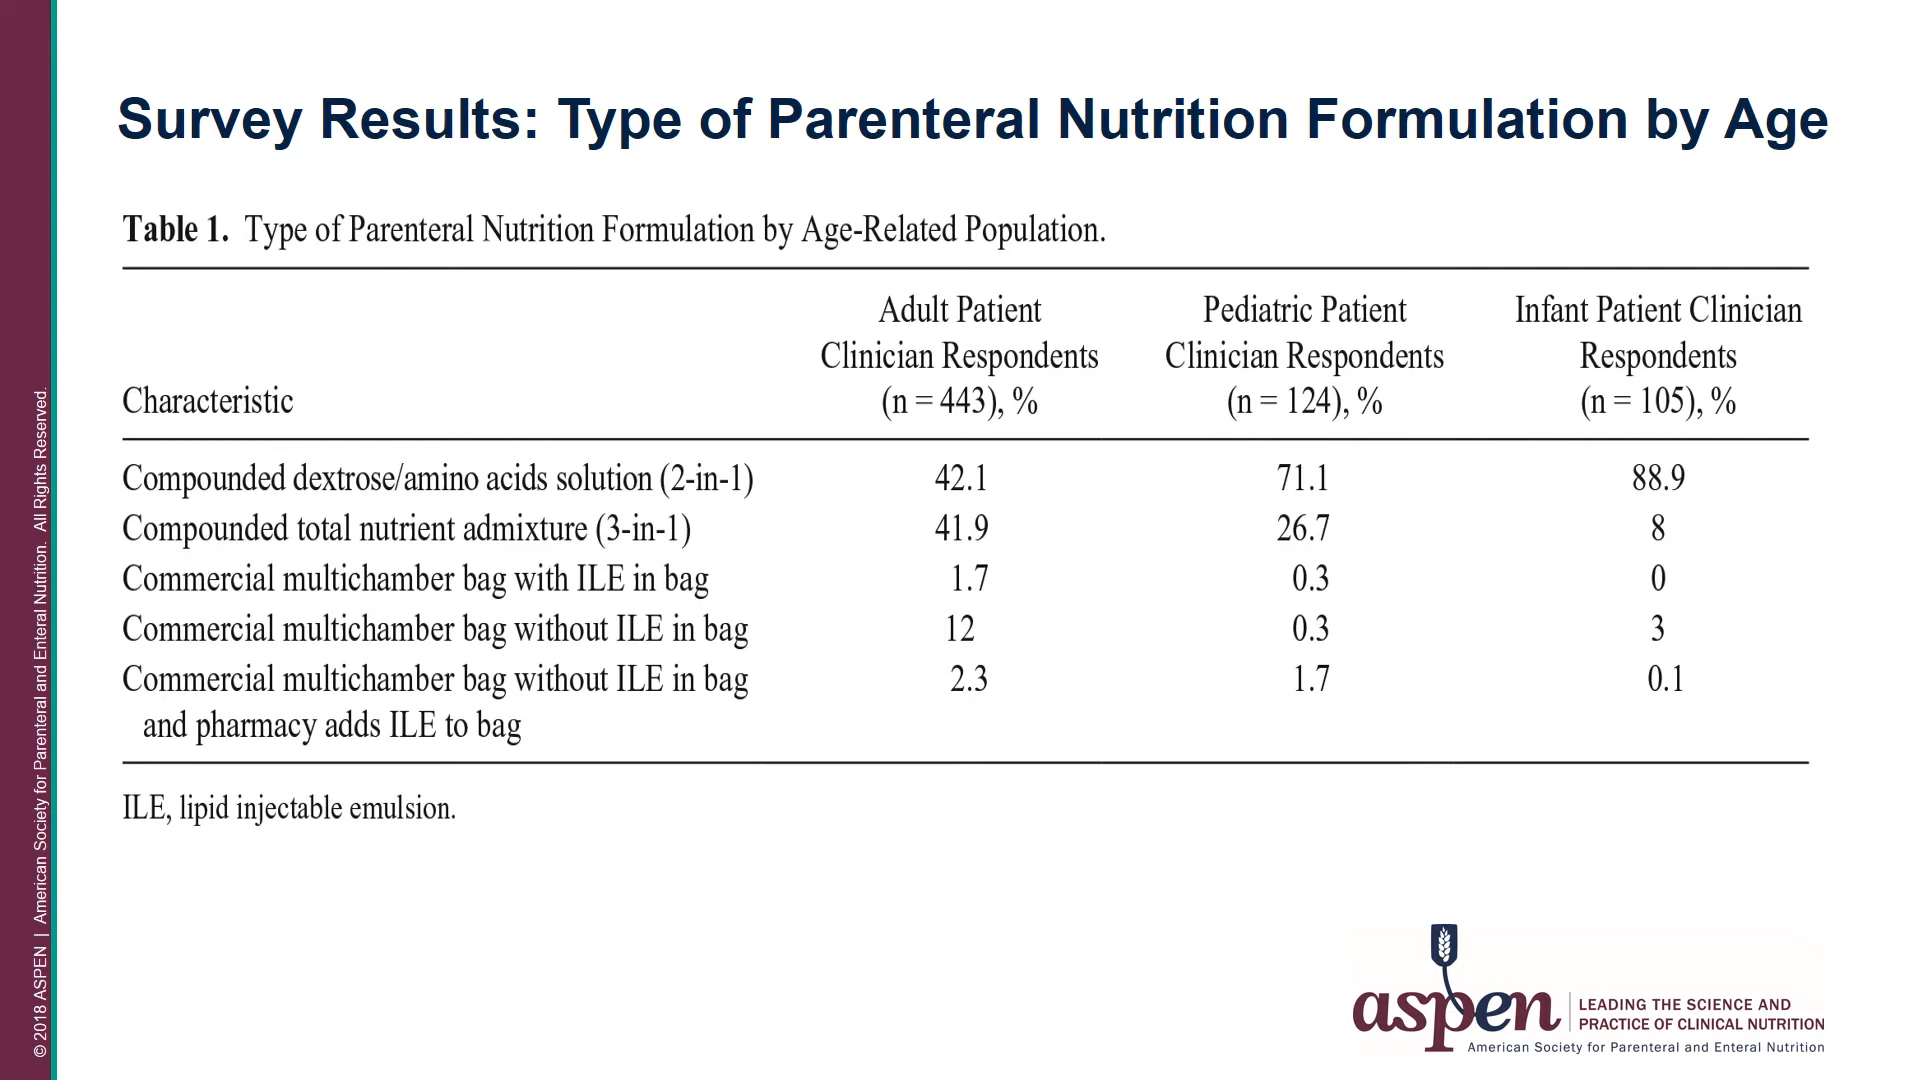 Survey Results: Type of Parenteral Nutrition Formulation by Age
Table 1. Type of Parenteral Nutrition Formulation by Age-Related Population.
Characteristic
Adult Patient
Clinician Respondents
(n = 443), %
Pediatric Patient
Clinician Respondents
(n = 124), %
Infant Patient Clinician
Respondents
(n = 105), %
Compounded dextrose/amino acids solution (2-in-1) 42.1 71.1 88.9
Compounded total nutrient admixture (3-in-1) 41.9 26.7 8
Commercial multichamber bag with ILE in bag 1.7 0.3 0
Commercial multichamber bag without ILE in bag 12 0.3 3
Commercial multichamber bag without ILE in bag 2.3 1.7 0.1
and pharmacy adds ILE to bag
ILE, lipid injectable emulsion.
© 2018 ASPEN | American Society for Parenteral and Enteral Nutrition. All Rights Reserved.
aspen
LEADING THE SCIENCE AND
PRACTICE OF CLINICAL NUTRITION
American Society for Parenteral and Enteral Nutrition